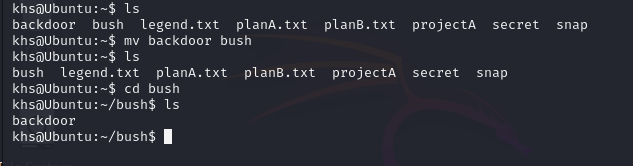 khs@Ubuntu:~$ ls
backdoor  bush  legend.txt  planA.txt  planB.txt  projectA  secret  snap
khs@Ubuntu:~$ mv backdoor bush
khs@Ubuntu:~$ ls
bush  legend.txt  planA.txt  planB.txt  projectA  secret  snap
khs@Ubuntu:~$ cd bush
khs@Ubuntu:~/bush$ ls
backdoor
khs@Ubuntu:~/bush$